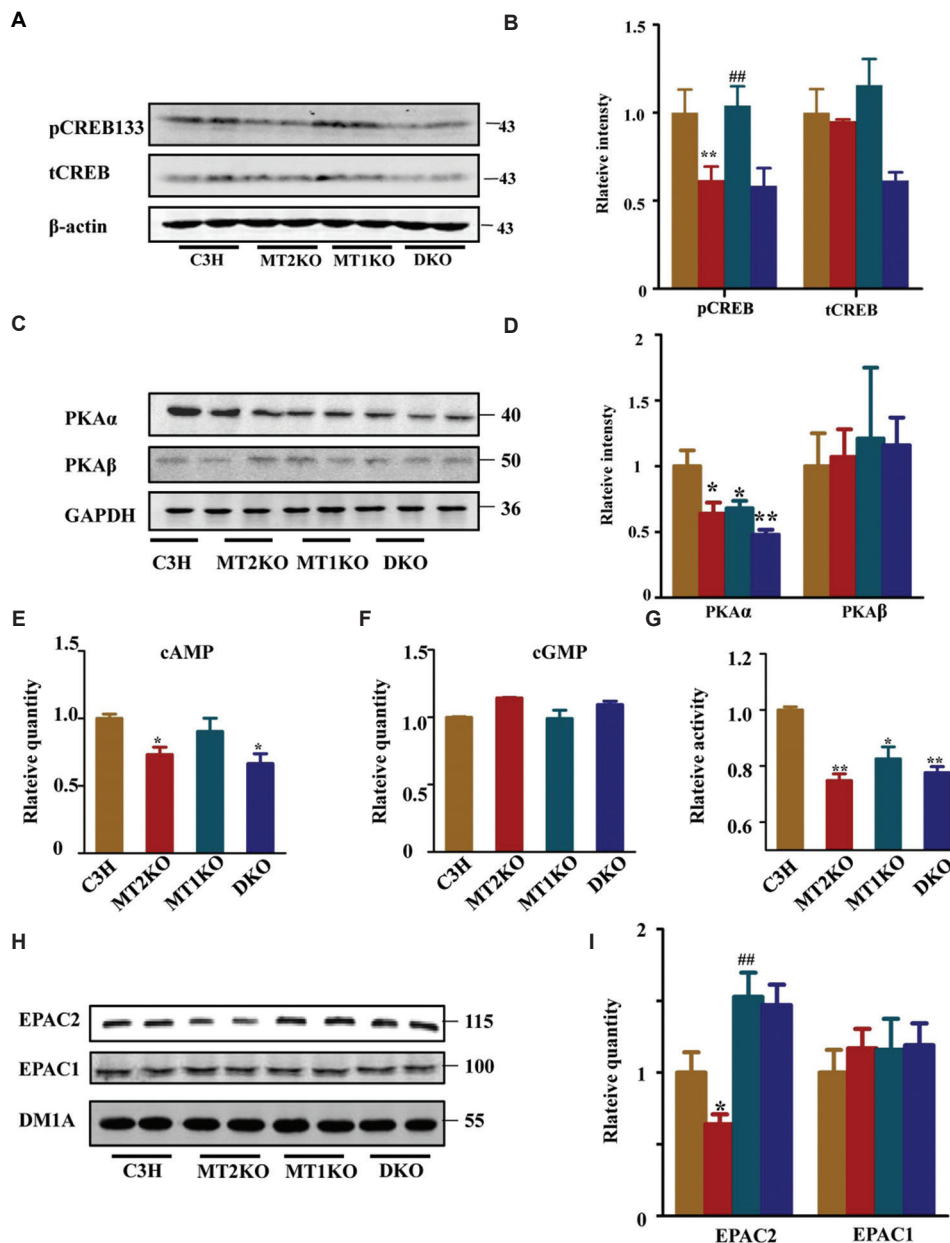 A
B
pCREB133
43
tCREB
43
β-actin
43
C3H MT2KO MT1KO DKO
Rlateive intensty
1.5
1.0
0.5
0
**
##
pCREB tCREB
C
D
PKAα
40
PKAβ
50
GAPDH
36
C3H MT2KO MT1KO DKO
Rlateive intensity
2
1.5
1
0.5
0
* * **
PKAα PKAβ
E
F
G
cAMP
Rlateive quantity
1.5
1.0
0.5
0
* *
C3H MT2KO MT1KO DKO
cGMP
Rlateive quantity
1.5
1.0
0.5
0
C3H MT2KO MT1KO DKO
Rlateive activity
1.2
1.0
0.8
0.6
** * **
C3H MT2KO MT1KO DKO
H
I
EPAC2
115
EPAC1
100
DM1A
55
C3H MT2KO MT1KO DKO
Rlateive quantity
2
1
0
*
##
EPAC2 EPAC1